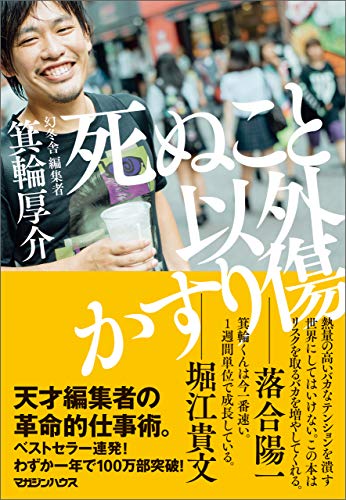 死ぬこと
以外
かすり傷
幻冬舎 編集者
箕輪厚介
熱量の高いバカなテンションを潰す
世界にしてはいけない。この本は
リスクを取るバカを増やしてくれる。
──落合陽一
箕輪くんは今一番速い。
1週間単位で成長している。
──堀江貴文
天才編集者の
革命的仕事術。
ベストセラー連発!
わずか一年で100万部突破!
マガジンハウス